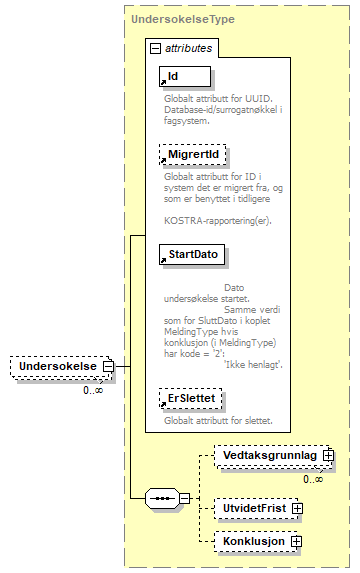 UndersokelseType
attributes
Id
Globalt attributt for UUID.
Database-id/surrogatnøkkel i
fagsystem.
MigrertId
Globalt attributt for ID i
system det er migrert fra, og
som er benyttet i tidligere
KOSTRA-rapportering(er).
StartDato
Dato
undersøkelse startet.
Samme verdi
som for SluttDato i koplet
MeldingType hvis
konklusjon (i MeldingType)
har kode = '2':
'Ikke henlagt'.
Undersokelse
0..∞
ErSlettet
Globalt attributt for slettet.
Vedtaksgrunnlag
0..∞
UtvidetFrist
Konklusjon